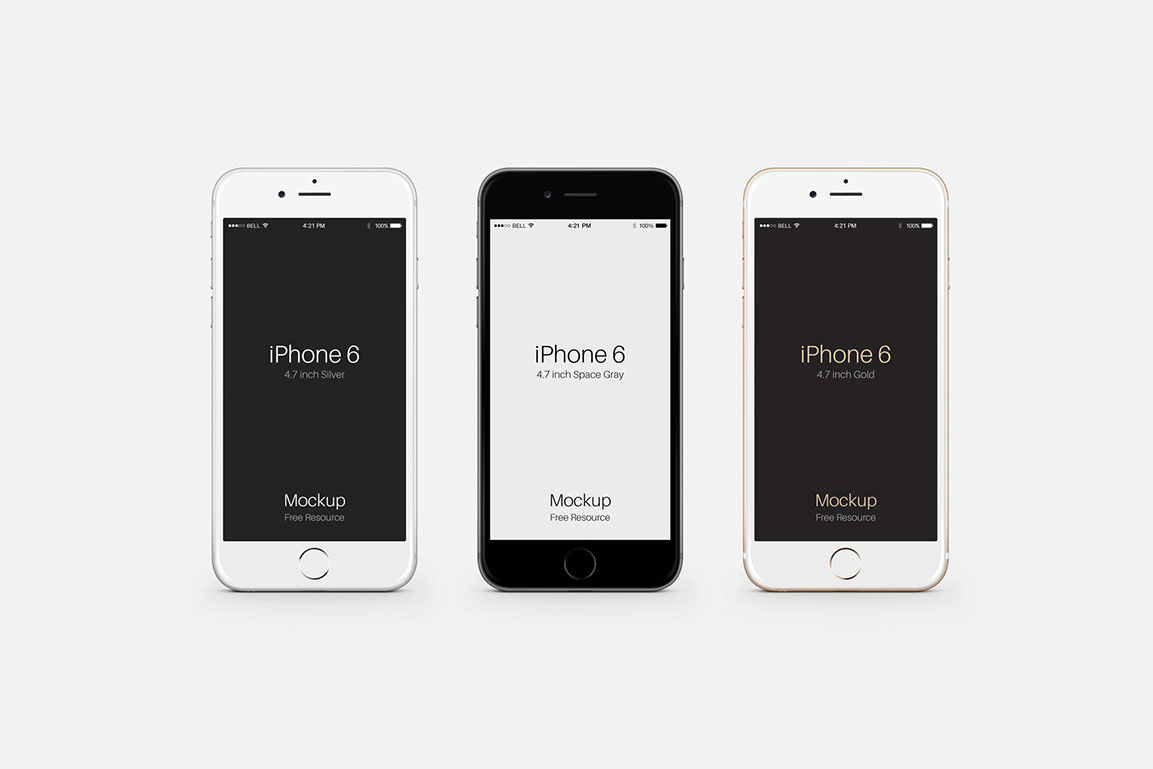 BELL 4:21 PM 100%
iPhone 6
4.7 inch Silver
Mockup
Free Resource
BELL 4:21 PM 100%
iPhone 6
4.7 inch Space Gray
Mockup
Free Resource
BELL 4:21 PM 100%
iPhone 6
4.7 inch Gold
Mockup
Free Resource